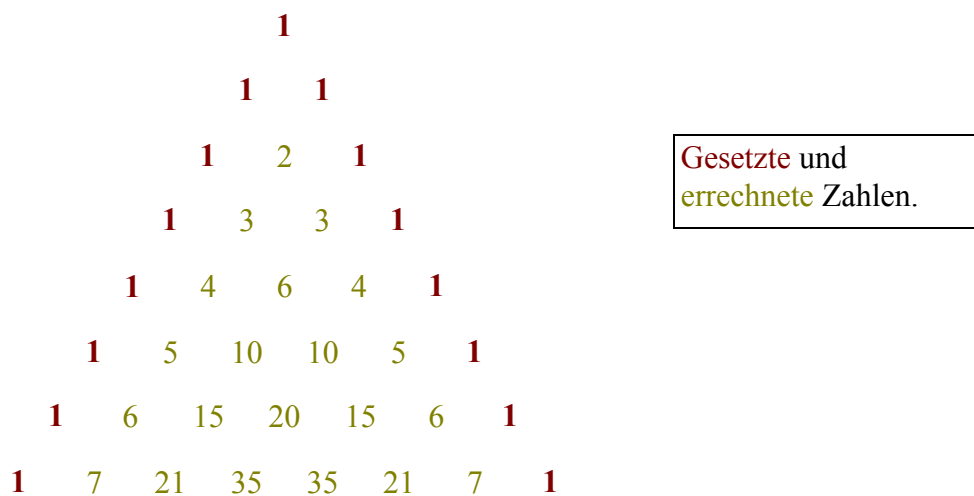 1
1 1
1 2 1
1 3 3 1
1 4 6 4 1
1 5 10 10 5 1
1 6 15 20 15 6 1
1 7 21 35 35 21 7 1
Gesetzte und
errechnete Zahlen.